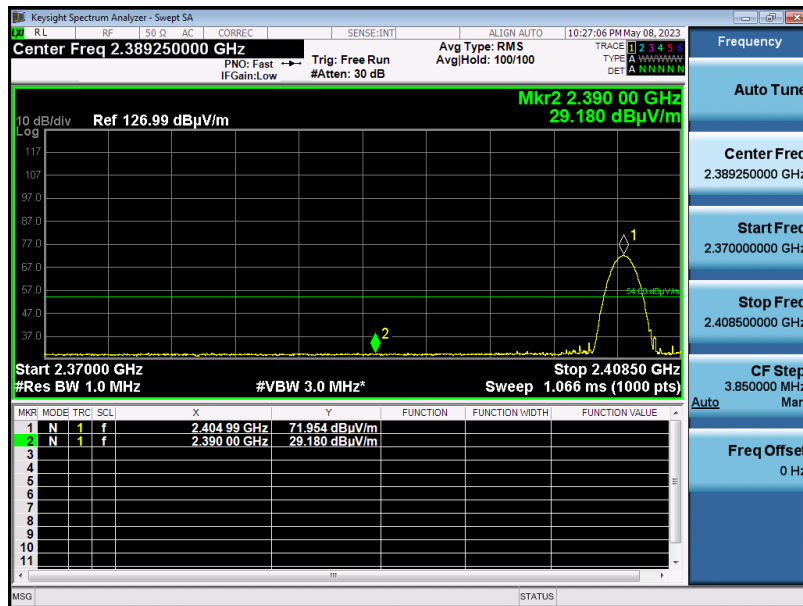 Keysight Spectrum Analyzer - Swept SA
LXI RL RF 50 Ω AC CORREC SENSE:INT ALIGN AUTO 10:27:06 PM May 08, 2023
Center Freq 2.389250000 GHz
PNO: Fast
IFGain:Low
Trig: Free Run
#Atten: 30 dB
Avg Type: RMS
Avg|Hold: 100/100
TRACE 1 2 3 4 5 6
TYPE A WWWWW
DET A N N N N N
Mkr2 2.390 00 GHz
29.180 dBµV/m
10 dB/div Ref 126.99 dBµV/m
Log
117
107
97.0
87.0
77.0
67.0
57.0
47.0
37.0
1
54.00 dBµV/m
2
Start 2.37000 GHz Stop 2.40850 GHz
#Res BW 1.0 MHz #VBW 3.0 MHz* Sweep 1.066 ms (1000 pts)
MKR MODE TRC SCL X Y FUNCTION FUNCTION WIDTH FUNCTION VALUE
1 N 1 f 2.404 99 GHz 71.954 dBµV/m
2 N 1 f 2.390 00 GHz 29.180 dBµV/m
3
4
5
6
7
8
9
10
11
MSG STATUS
Frequency
Auto Tune
Center Freq
2.389250000 GHz
Start Freq
2.370000000 GHz
Stop Freq
2.408500000 GHz
CF Step
3.850000 MHz
Auto Man
Freq Offset
0 Hz